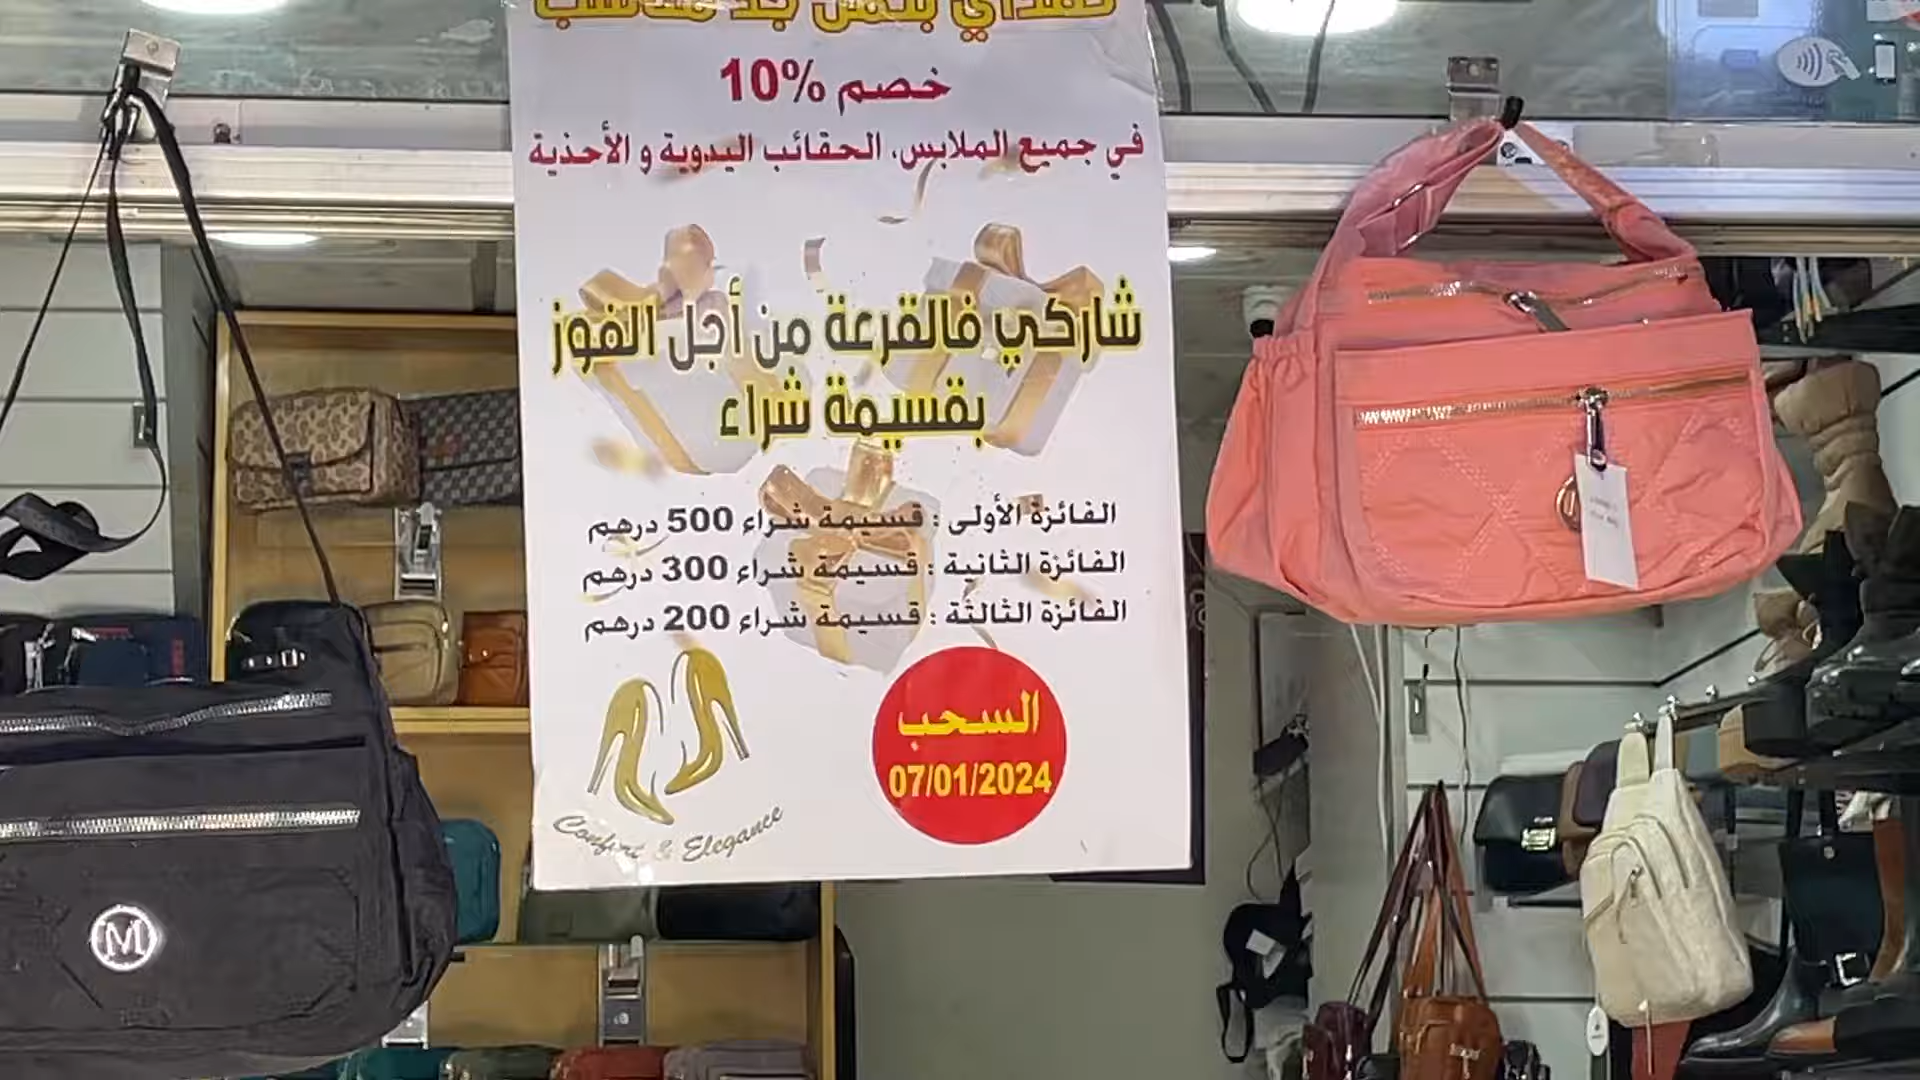 خصم 10%
في جميع الملابس، الحقائب اليدوية و الأحذية
شاركي فالقرعة من أجل الفوز
بقسيمة شراء
الفائزة الأولى : قسيمة شراء 500 درهم
الفائزة الثانية : قسيمة شراء 300 درهم
الفائزة الثالثة : قسيمة شراء 200 درهم
السحب
07/01/2024
Confort & Elegance
M